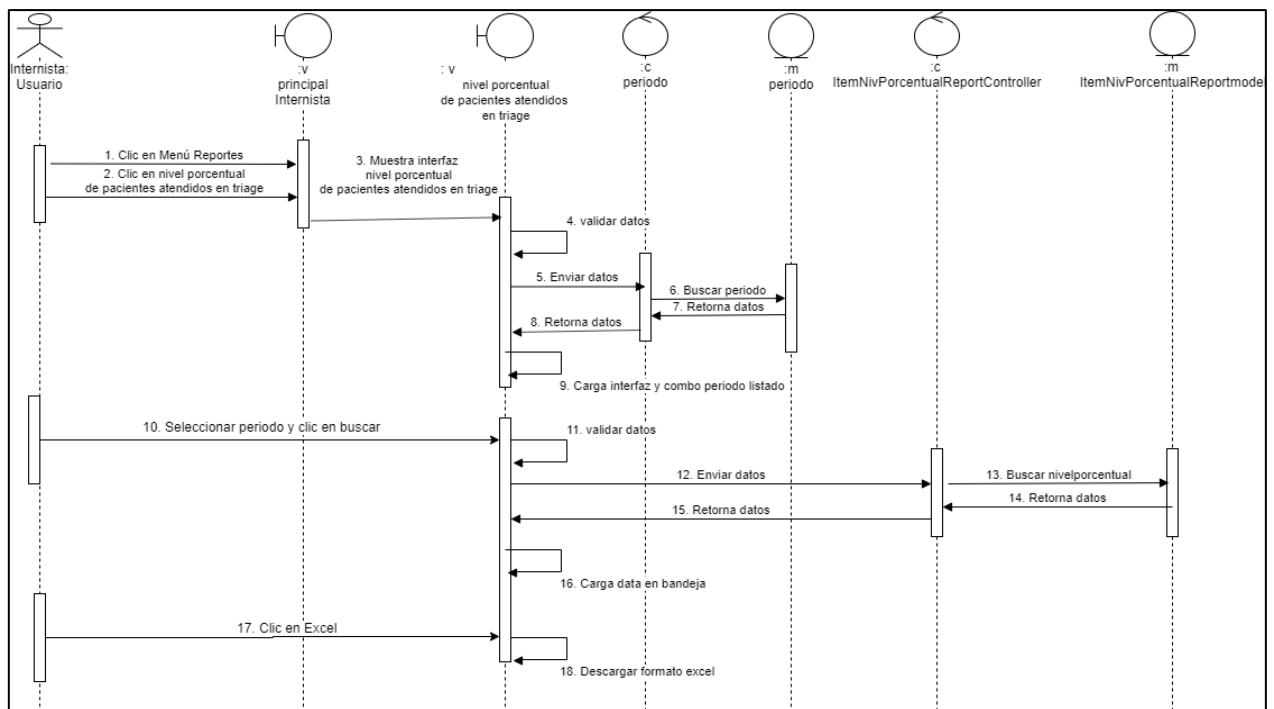 Internista:
Usuario
:v
principal
Internista
: v
nivel porcentual
de pacientes atendidos
en triage
:c
periodo
:m
periodo
:c
ItemNivPorcentualReportController
:m
ItemNivPorcentualReportmodel
1. Clic en Menú Reportes
2. Clic en nivel porcentual
de pacientes atendidos en triage
3. Muestra interfaz
nivel porcentual
de pacientes atendidos en triage
4. validar datos
5. Enviar datos
6. Buscar periodo
7. Retorna datos
8. Retorna datos
9. Carga interfaz y combo periodo listado
10. Seleccionar periodo y clic en buscar
11. validar datos
12. Enviar datos
13. Buscar nivelporcentual
14. Retorna datos
15. Retorna datos
16. Carga data en bandeja
17. Clic en Excel
18. Descargar formato excel